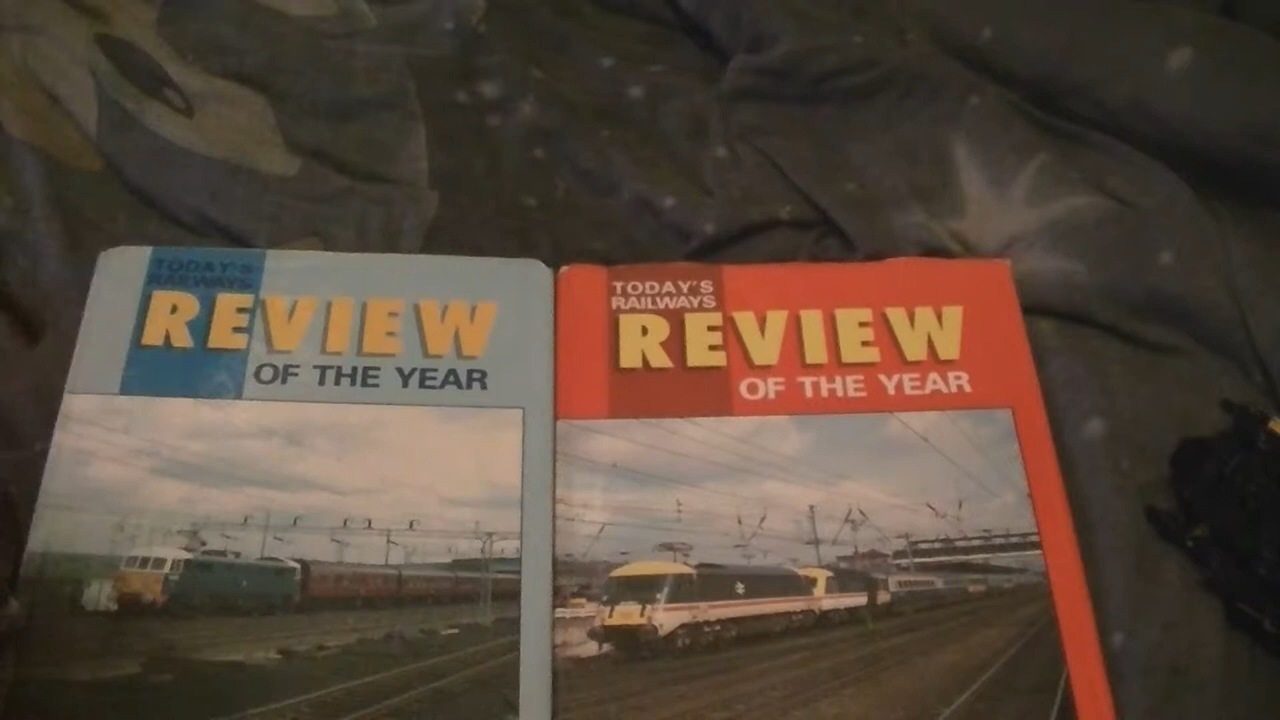 TODAY'S
RAILWAYS
REVIEW
OF THE YEAR
TODAY'S
RAILWAYS
REVIEW
OF THE YEAR